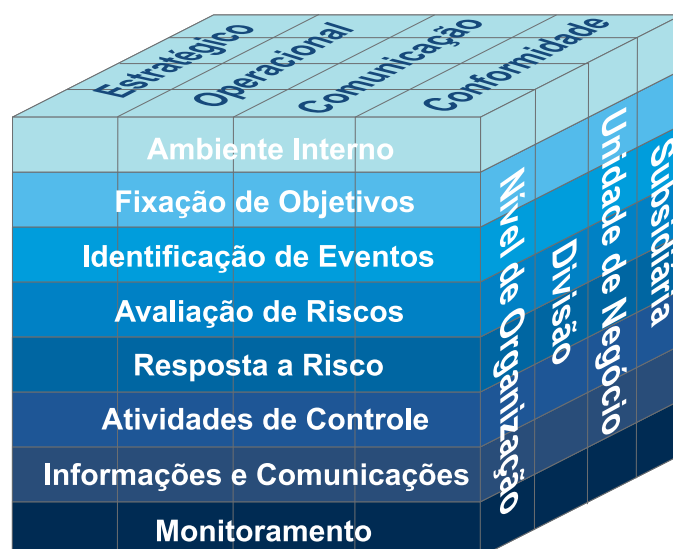 Estratégico
Operacional
Comunicação
Conformidade
Ambiente Interno
Fixação de Objetivos
Identificação de Eventos
Avaliação de Riscos
Resposta a Risco
Atividades de Controle
Informações e Comunicações
Monitoramento
Nível de Organização
Divisão
Unidade de Negócio
Subsidiária